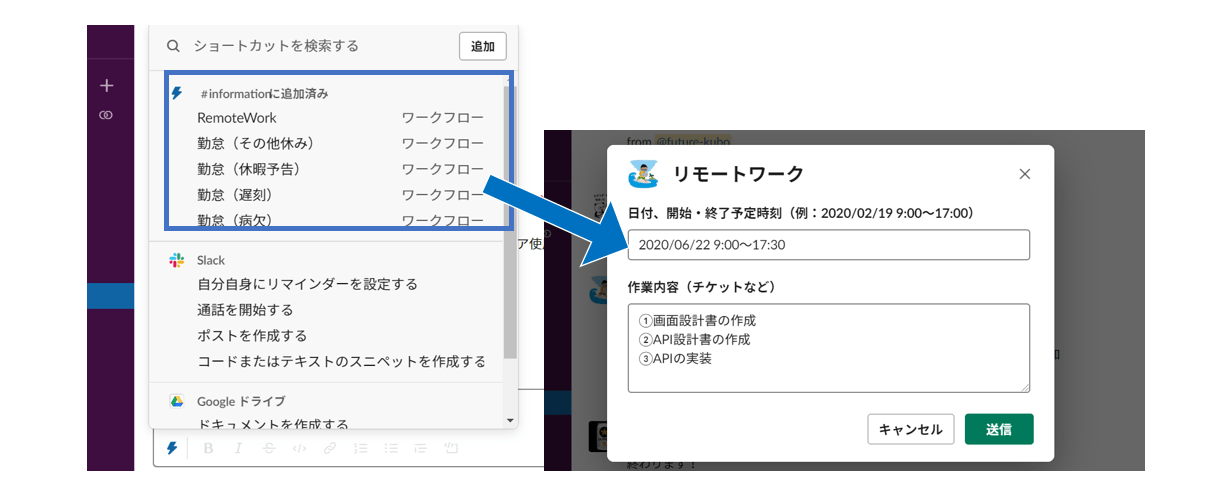 ショートカットを検索する
追加
#informationに追加済み
RemoteWork ワークフロー
勤怠（その他休み） ワークフロー
勤怠（休暇予告） ワークフロー
勤怠（遅刻） ワークフロー
勤怠（病欠） ワークフロー
Slack
自分自身にリマインダーを設定する
通話を開始する
ポストを作成する
コードまたはテキストのスニペットを作成する
Google ドライブ
ドキュメントを作成する
ア使
from @future-kubo
リモートワーク
日付、開始・終了予定時刻（例：2020/02/19 9:00〜17:00）
2020/06/22 9:00〜17:30
作業内容（チケットなど）
①画面設計書の作成
②API設計書の作成
③APIの実装
キャンセル
送信
終わります！